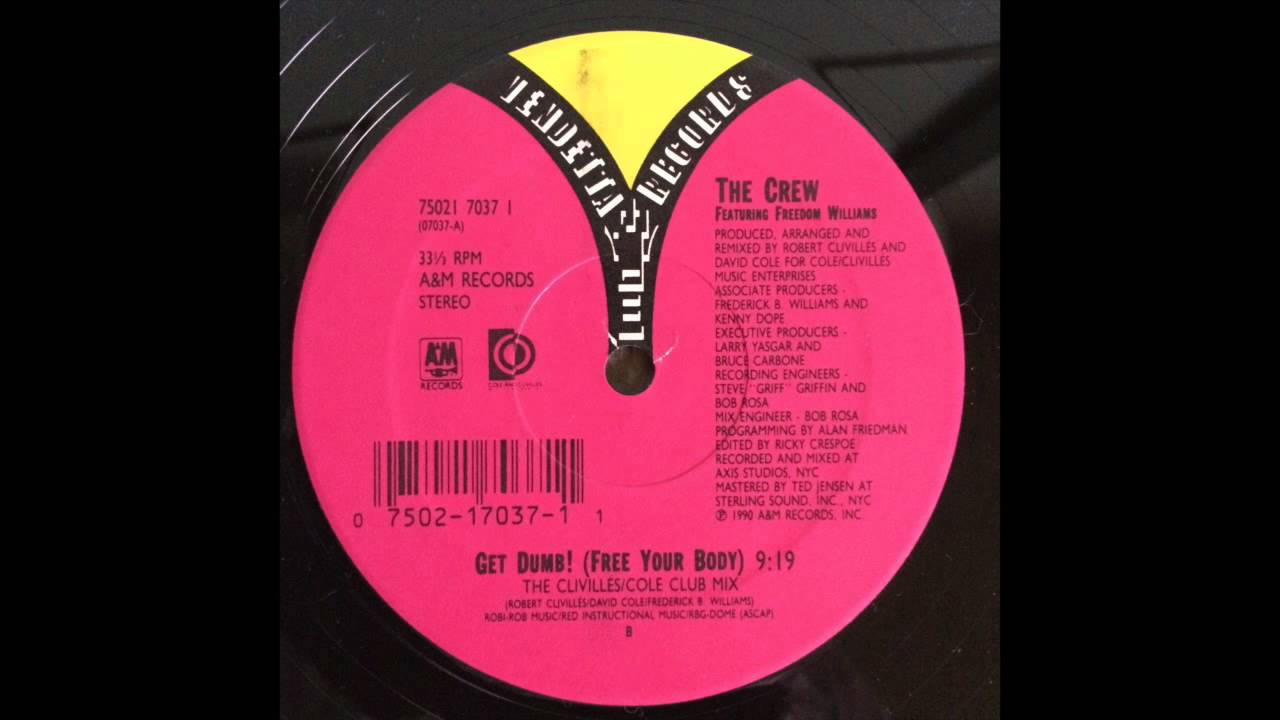 VENDETTA RECORDS
75021 7037 1
(07037-A)
33⅓ RPM
A&M RECORDS
STEREO
A&M
RECORDS
THE CREW
FEATURING FREEDOM WILLIAMS
PRODUCED, ARRANGED AND
REMIXED BY ROBERT CLIVILLÉS AND
DAVID COLE FOR COLE/CLIVILLÉS
MUSIC ENTERPRISES
ASSOCIATE PRODUCERS -
FREDERICK B. WILLIAMS AND
KENNY DOPE
EXECUTIVE PRODUCERS -
LARRY YASGAR AND
BRUCE CARBONE
RECORDING ENGINEERS -
STEVE "GRIFF" GRIFFIN AND
BOB ROSA
MIX ENGINEER - BOB ROSA
PROGRAMMING BY ALAN FRIEDMAN
EDITED BY RICKY CRESPOE
RECORDED AND MIXED AT
AXIS STUDIOS, NYC
MASTERED BY TED JENSEN AT
STERLING SOUND, INC., NYC
℗ 1990 A&M RECORDS, INC.
0 7502-17037-1 1
GET DUMB! (FREE YOUR BODY) 9:19
THE CLIVILLÉS/COLE CLUB MIX
(ROBERT CLIVILLÉS/DAVID COLE/FREDERICK B. WILLIAMS)
ROBI-ROB MUSIC/RED INSTRUCTIONAL MUSIC/RBG-DOME (ASCAP)
B